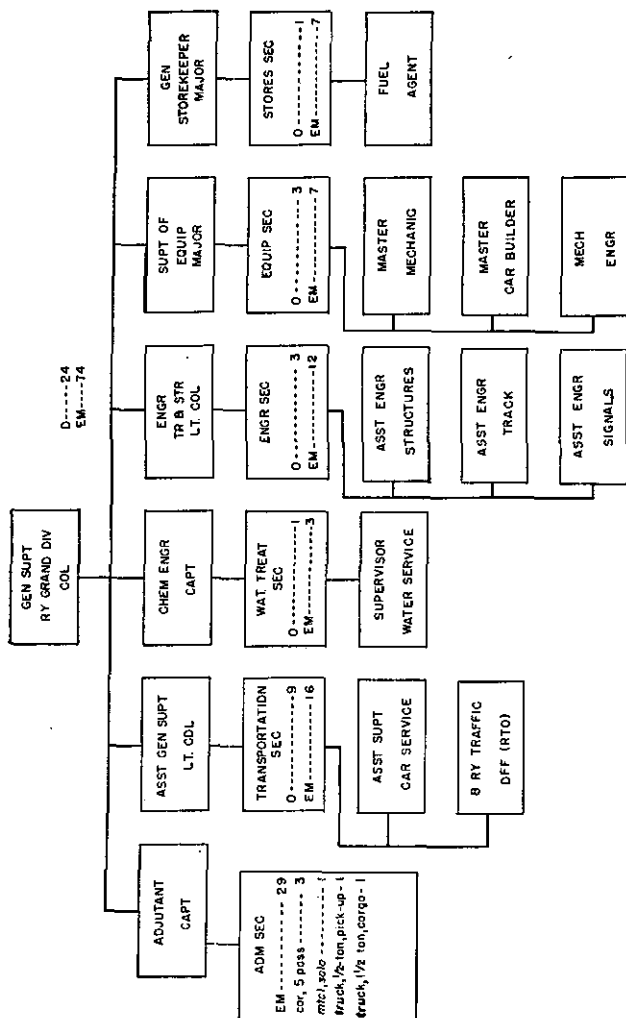 GEN SUPT
RY GRAND DIV
COL
O-----24
EM----74
ADJUTANT
CAPT
ADM SEC
EM---------- 29
car, 5 pass------ 3
mtcl, solo -------- 1
truck, 1/2-ton, pick-up- 1
truck, 1 1/2 ton, cargo- 1
ASST GEN SUPT
LT. COL
TRANSPORTATION
SEC
O----------9
EM---------16
ASST SUPT
CAR SERVICE
8 RY TRAFFIC
OFF (RTO)
CHEM ENGR
CAPT
WAT. TREAT
SEC
O----------1
EM----------3
SUPERVISOR
WATER SERVICE
ENGR
TR & STR
LT. COL
ENGR SEC
O---------- 3
EM----------12
ASST ENGR
STRUCTURES
ASST ENGR
TRACK
ASST ENGR
SIGNALS
SUPT OF
EQUIP
MAJOR
EQUIP SEC
O---------- 3
EM----------7
MASTER
MECHANIC
MASTER
CAR BUILDER
MECH
ENGR
GEN
STOREKEEPER
MAJOR
STORES SEC
O----------1
EM----------7
FUEL
AGENT